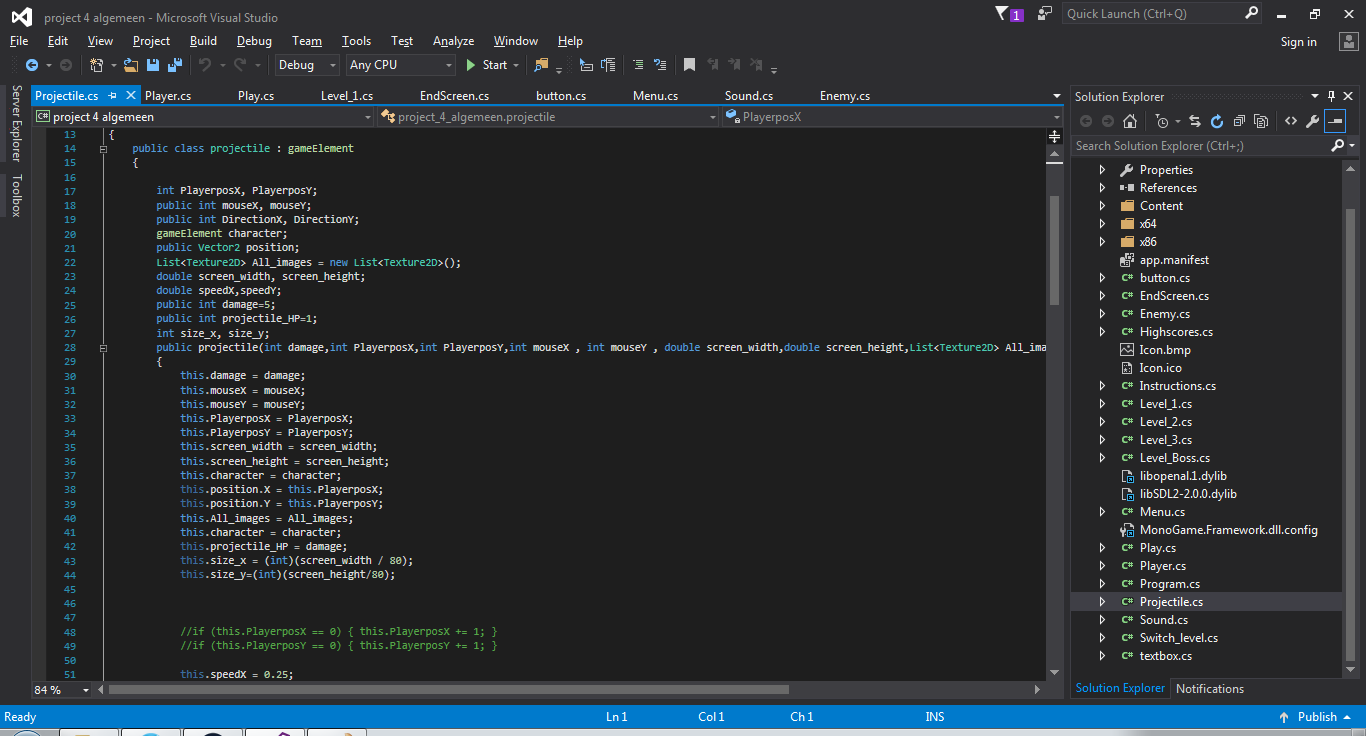 project 4 algemeen - Microsoft Visual Studio
1
Quick Launch (Ctrl+Q)
File Edit View Project Build Debug Team Tools Test Analyze Window Help
Sign in
Debug Any CPU Start
Server Explorer
Toolbox
Projectile.cs Player.cs Play.cs Level_1.cs EndScreen.cs button.cs Menu.cs Sound.cs Enemy.cs
C# project 4 algemeen project_4_algemeen.projectile PlayerposX
13 {
14 public class projectile : gameElement
15 {
16
17 int PlayerposX, PlayerposY;
18 public int mouseX, mouseY;
19 public int DirectionX, DirectionY;
20 gameElement character;
21 public Vector2 position;
22 List<Texture2D> All_images = new List<Texture2D>();
23 double screen_width, screen_height;
24 double speedX,speedY;
25 public int damage=5;
26 public int projectile_HP=1;
27 int size_x, size_y;
28 public projectile(int damage,int PlayerposX,int PlayerposY,int mouseX , int mouseY , double screen_width,double screen_height,List<Texture2D> All_ima
29 {
30 this.damage = damage;
31 this.mouseX = mouseX;
32 this.mouseY = mouseY;
33 this.PlayerposX = PlayerposX;
34 this.PlayerposY = PlayerposY;
35 this.screen_width = screen_width;
36 this.screen_height = screen_height;
37 this.character = character;
38 this.position.X = this.PlayerposX;
39 this.position.Y = this.PlayerposY;
40 this.All_images = All_images;
41 this.character = character;
42 this.projectile_HP = damage;
43 this.size_x = (int)(screen_width / 80);
44 this.size_y=(int)(screen_height/80);
45
46
47
48 //if (this.PlayerposX == 0) { this.PlayerposX += 1; }
49 //if (this.PlayerposY == 0) { this.PlayerposY += 1; }
50
51 this.speedX = 0.25;
84 %
Solution Explorer
Search Solution Explorer (Ctrl+;)
Properties
References
Content
x64
x86
app.manifest
C# button.cs
C# EndScreen.cs
C# Enemy.cs
C# Highscores.cs
Icon.bmp
Icon.ico
C# Instructions.cs
C# Level_1.cs
C# Level_2.cs
C# Level_3.cs
C# Level_Boss.cs
libopenal.1.dylib
libSDL2-2.0.0.dylib
C# Menu.cs
MonoGame.Framework.dll.config
C# Play.cs
C# Player.cs
C# Program.cs
C# Projectile.cs
C# Sound.cs
C# Switch_level.cs
C# textbox.cs
Solution Explorer Notifications
Ready Ln 1 Col 1 Ch 1 INS Publish